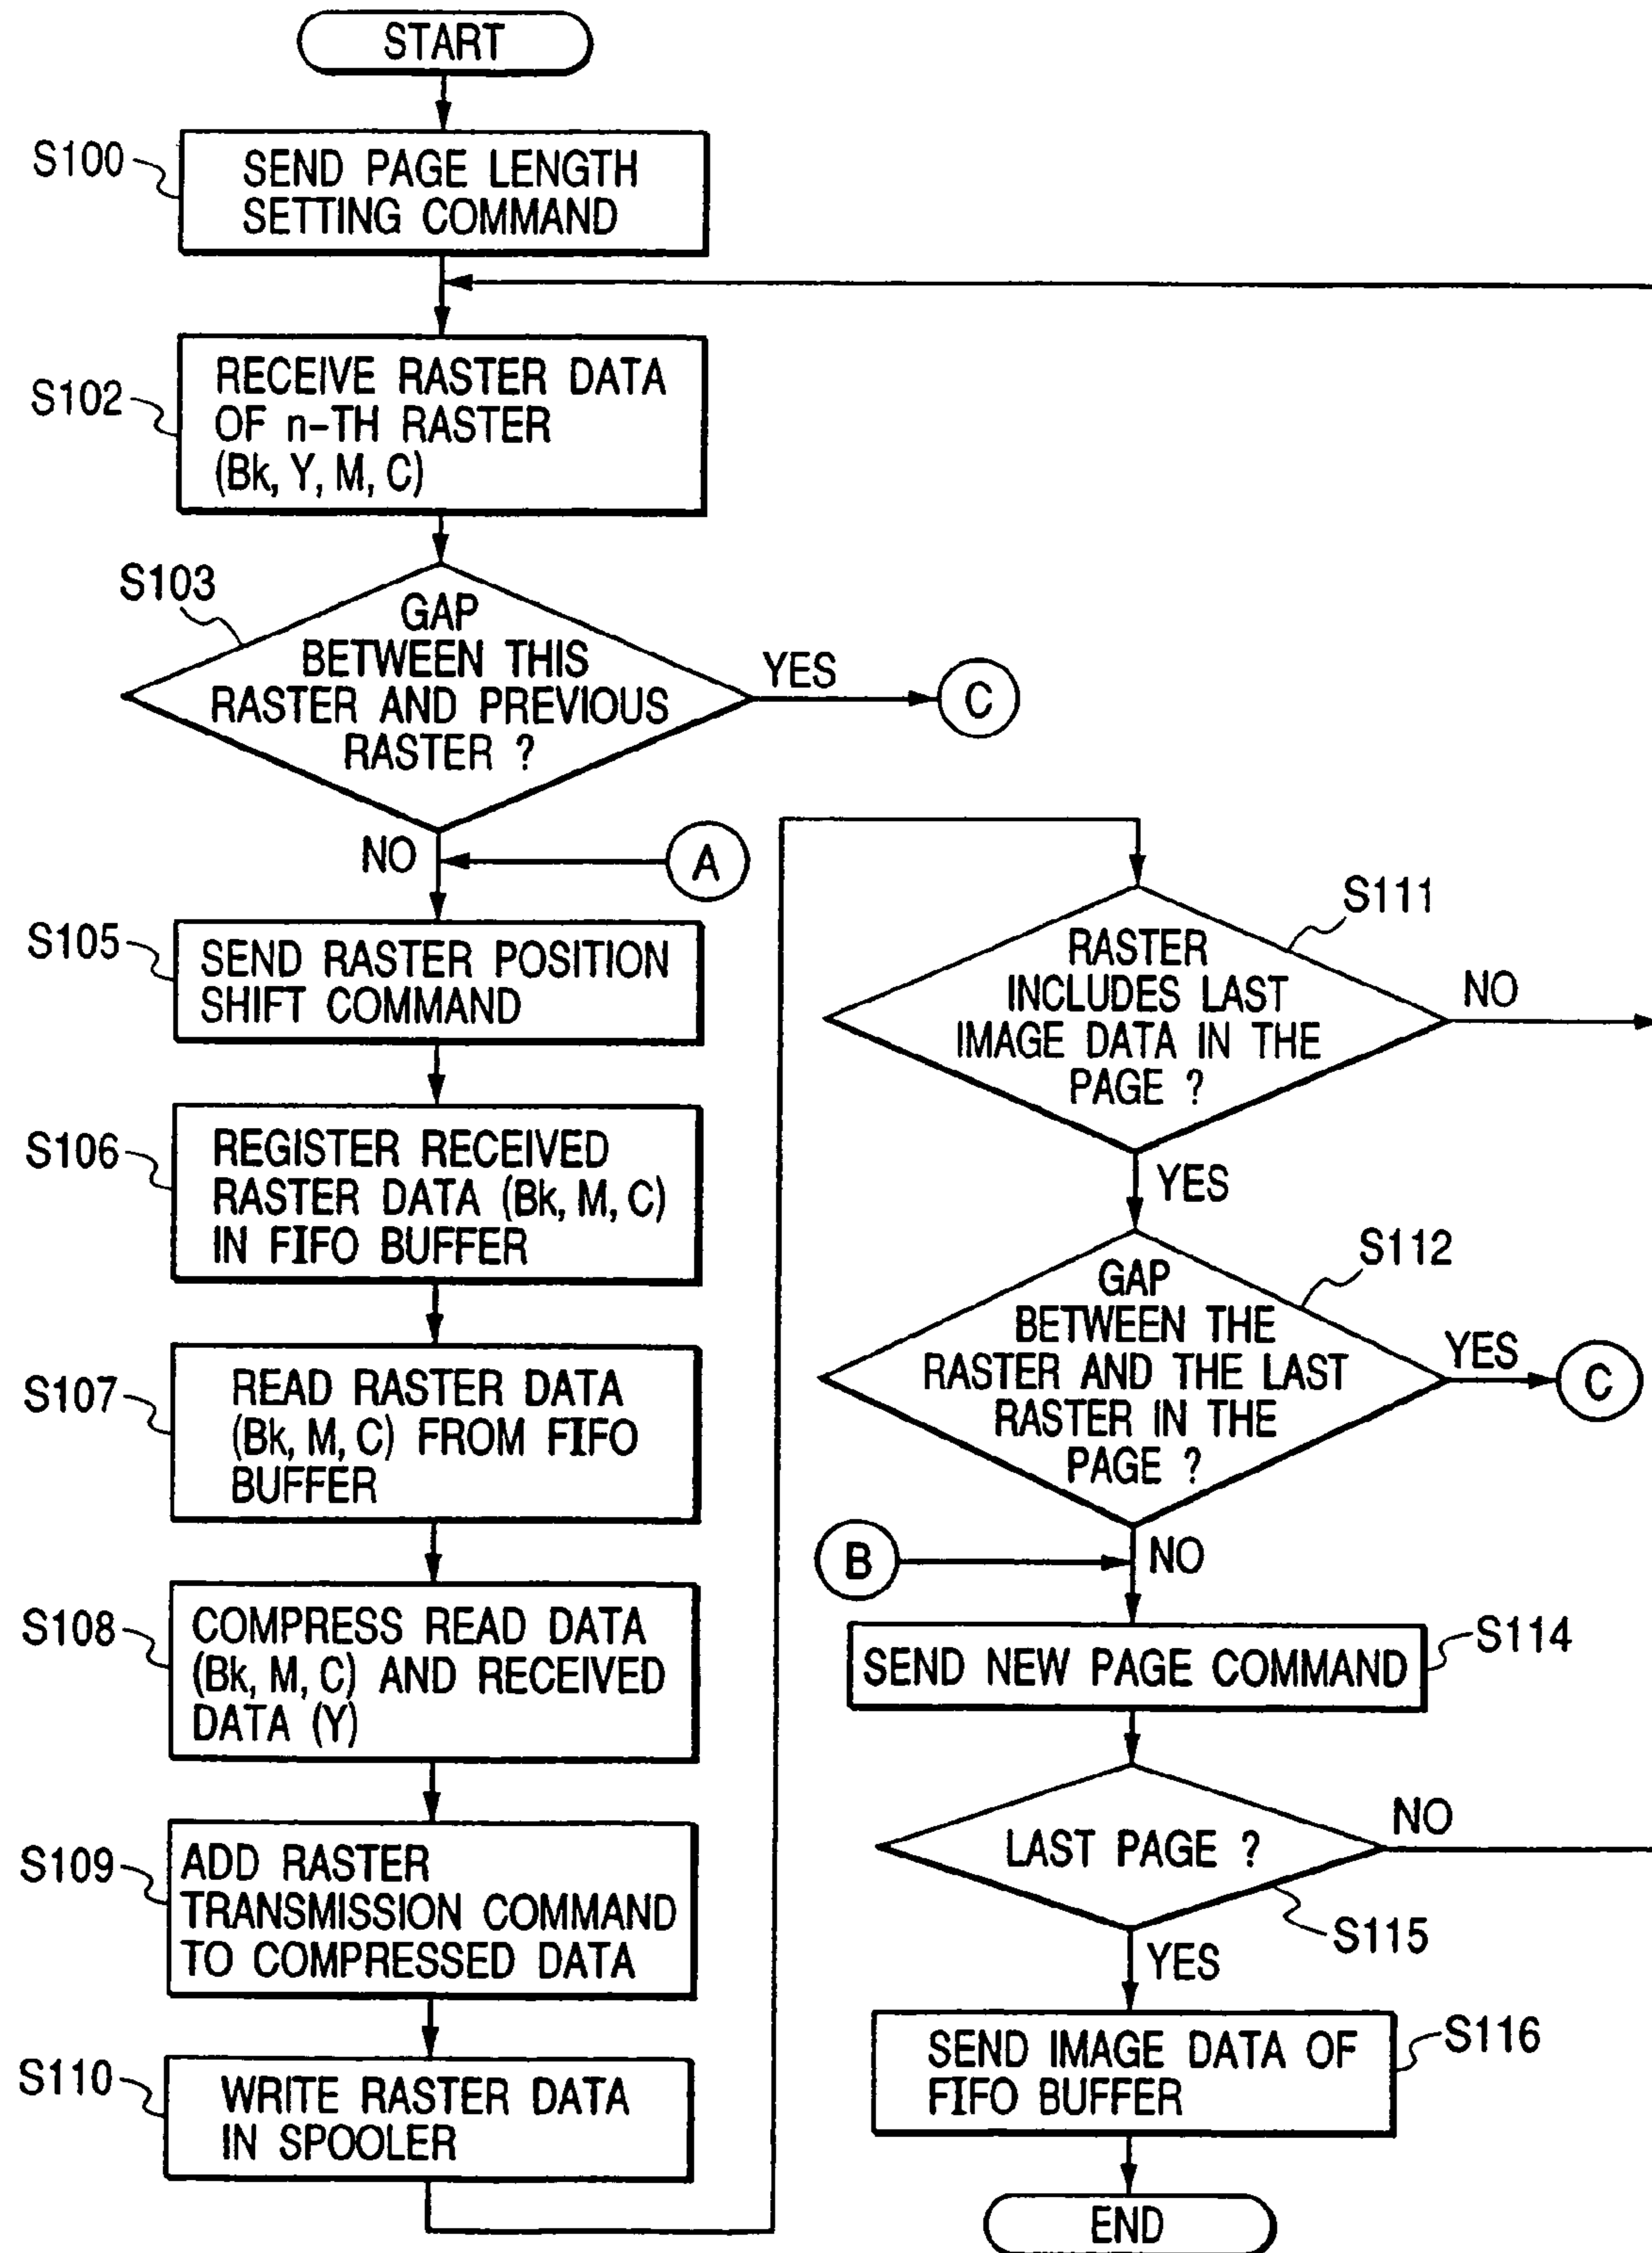 START
S100
SEND PAGE LENGTH
SETTING COMMAND
S102
RECEIVE RASTER DATA
OF n-TH RASTER
(Bk, Y, M, C)
S103
GAP
BETWEEN THIS
RASTER AND PREVIOUS
RASTER ?
YES
C
NO
A
S105
SEND RASTER POSITION
SHIFT COMMAND
S106
REGISTER RECEIVED
RASTER DATA (Bk, M, C)
IN FIFO BUFFER
S107
READ RASTER DATA
(Bk, M, C) FROM FIFO
BUFFER
S108
COMPRESS READ DATA
(Bk, M, C) AND RECEIVED
DATA (Y)
S109
ADD RASTER
TRANSMISSION COMMAND
TO COMPRESSED DATA
S110
WRITE RASTER DATA
IN SPOOLER
S111
RASTER
INCLUDES LAST
IMAGE DATA IN THE
PAGE ?
NO
YES
S112
GAP
BETWEEN THE
RASTER AND THE LAST
RASTER IN THE
PAGE ?
YES
C
B
NO
S114
SEND NEW PAGE COMMAND
LAST PAGE ?
NO
S115
YES
S116
SEND IMAGE DATA OF
FIFO BUFFER
END